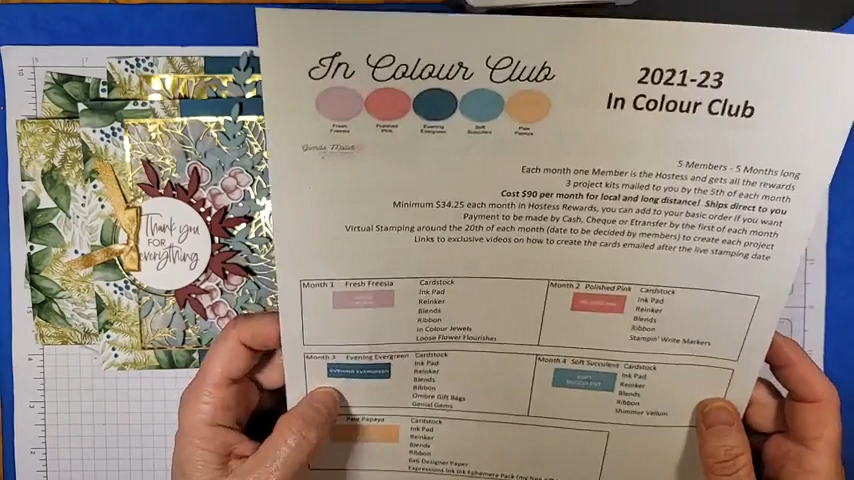 In Colour Club
Fresh Freesia
Polished Pink
Evening Evergreen
Soft Succulent
Pale Papaya
2021-23
In Colour Club
5 Members - 5 Months long
Each month one Member is the Hostess and gets all the rewards
3 project kits mailed to you by the 5th of each month
Cost $90 per month for local and long distance! Ships direct to you
Minimum $34.25 each month in Hostess Rewards, you can add to your basic order if you want
Payment to be made by Cash, Cheque or Etransfer by the first of each month
Virtual Stamping around the 20th of each month (date to be decided by members) to create each project
Links to exclusive videos on how to create the cards emailed after the live stamping date
Month 1 Fresh Freesia
Cardstock
Ink Pad
Reinker
Blends
Ribbon
In Colour Jewels
Loose Flower Flourishes
Month 2 Polished Pink
Cardstock
Ink Pad
Reinker
Blends
Ribbon
Stampin' Write Markers
Month 3 Evening Evergreen
EVENING EVERGREEN
Cardstock
Ink Pad
Reinker
Blends
Ribbon
Ombre Gift Bags
Genial Gems
Month 4 Soft Succulent
SOFT SUCCULENT
Cardstock
Ink Pad
Reinker
Blends
Ribbon
Shimmer Vellum
Pale Papaya
Cardstock
Ink Pad
Reinker
Blends
Ribbon
6x6 Designer Paper
Expressions Ink Ephemera Pack
Thank you
FOR
everything